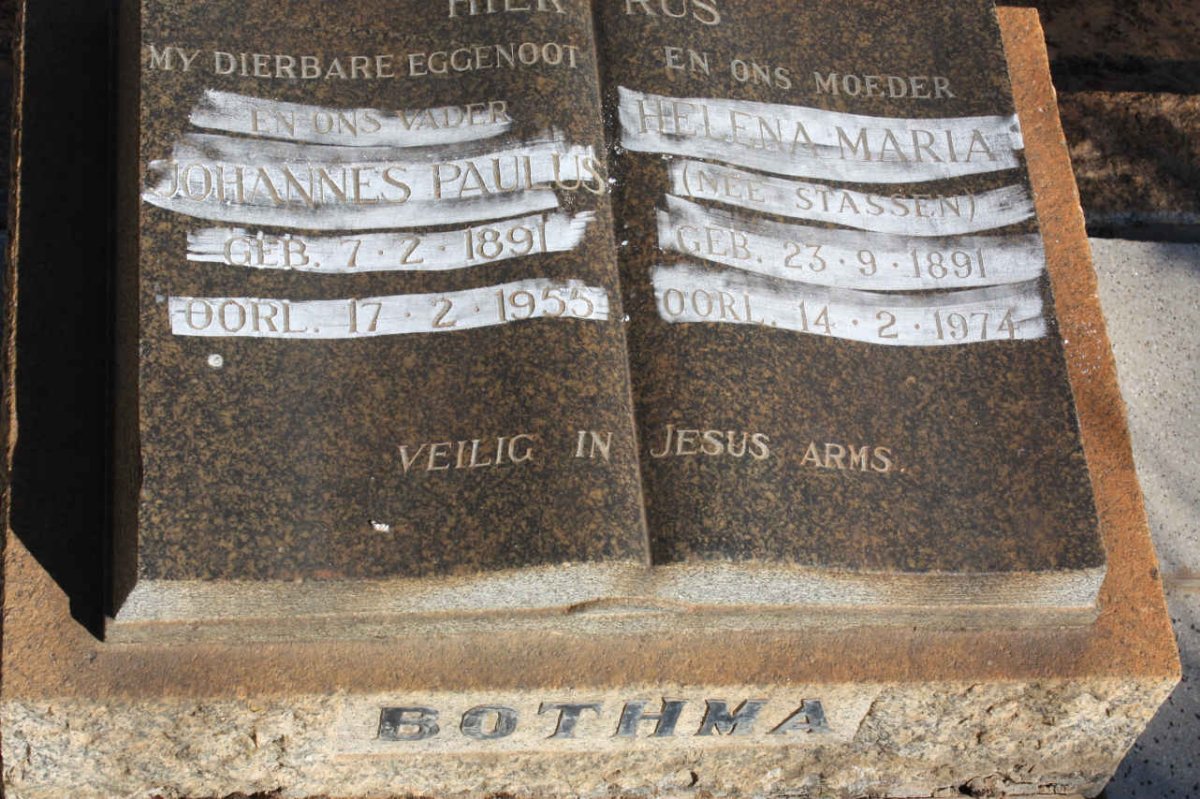 HIER RUS
MY DIERBARE EGGENOOT
EN ONS VADER
JOHANNES PAULUS
GEB. 7·2·1891
OORL. 17·2·1955
EN ONS MOEDER
HELENA MARIA
(NEE STASSEN)
GEB. 23·9·1891
OORL. 14·2·1974
VEILIG IN JESUS ARMS.
BOTHMA